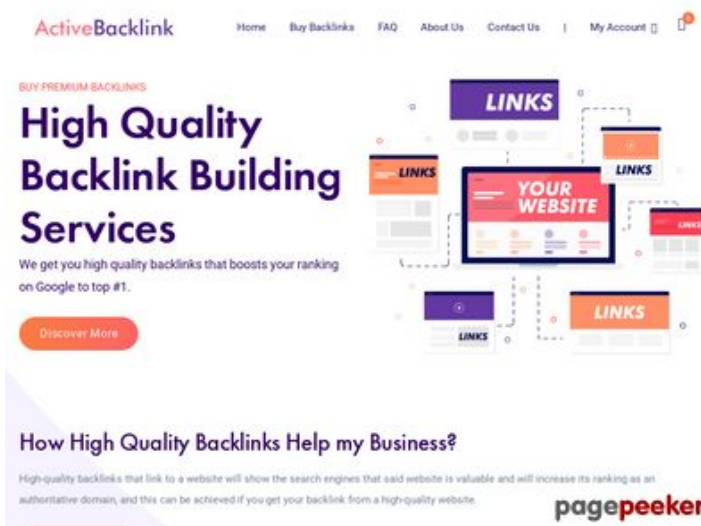 ActiveBacklink
Home Buy Backlinks FAQ About Us Contact Us | My Account
BUY PREMIUM BACKLINKS
High Quality
Backlink Building
Services
We get you high quality backlinks that boosts your ranking
on Google to top #1.
Discover More
LINKS
LINKS
LINKS
YOUR
WEBSITE
LINKS
LINKS
LINKS
How High Quality Backlinks Help my Business?
High-quality backlinks that link to a website will show the search engines that said website is valuable and will increase its ranking as an
authoritative domain, and this can be achieved if you get your backlink from a high-quality website.
pagepeeker